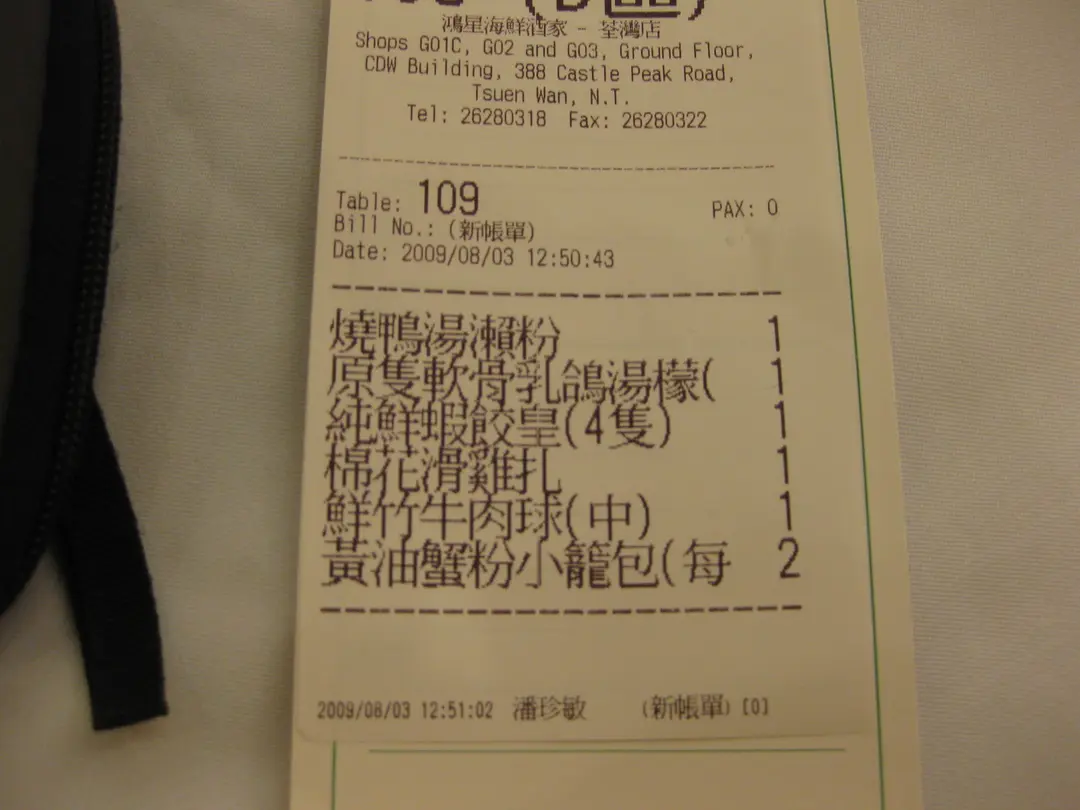 鴻星海鮮酒家 - 荃灣店
Shops G01C, G02 and G03, Ground Floor,
CDW Building, 388 Castle Peak Road,
Tsuen Wan, N.T.
Tel: 26280318 Fax: 26280322
Table: 109 PAX: 0
Bill No.: (新帳單)
Date: 2009/08/03 12:50:43
燒鴨湯瀨粉 1
原隻軟骨乳鴿湯檬( 1
純鮮蝦餃皇(4隻) 1
棉花滑雞扎 1
鮮竹牛肉球(中) 1
黃油蟹粉小籠包(每 2
2009/08/03 12:51:02 潘珍敏 (新帳單) [0]